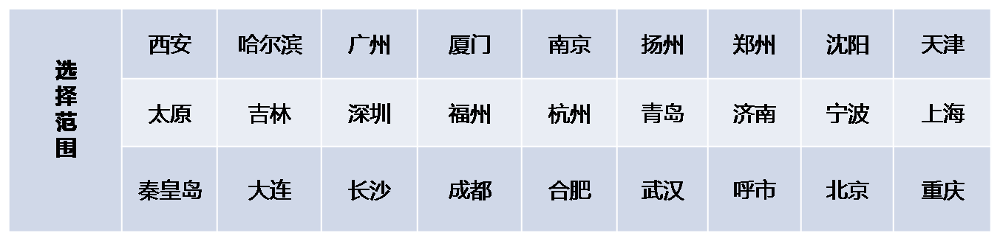 选择范围
西安 哈尔滨 广州 厦门 南京 扬州 郑州 沈阳 天津
太原 吉林 深圳 福州 杭州 青岛 济南 宁波 上海
秦皇岛 大连 长沙 成都 合肥 武汉 呼市 北京 重庆